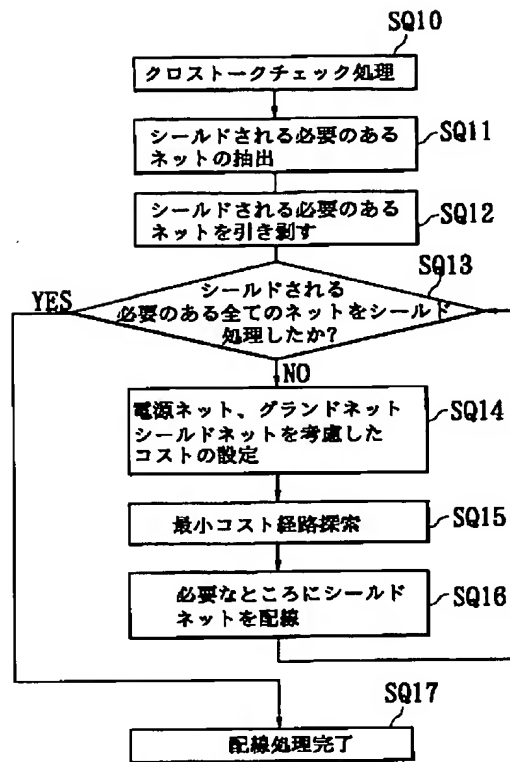 SQ10
クロストークチェック処理
シールドされる必要のある
ネットの抽出
SQ11
シールドされる必要のある
ネットを引き剥す
SQ12
SQ13
YES
シールドされる
必要のある全てのネットをシールド
処理したか?
NO
電源ネット、グランドネット
シールドネットを考慮した
コストの設定
SQ14
最小コスト経路探索
SQ15
必要なところにシールド
ネットを配線
SQ16
SQ17
配線処理完了